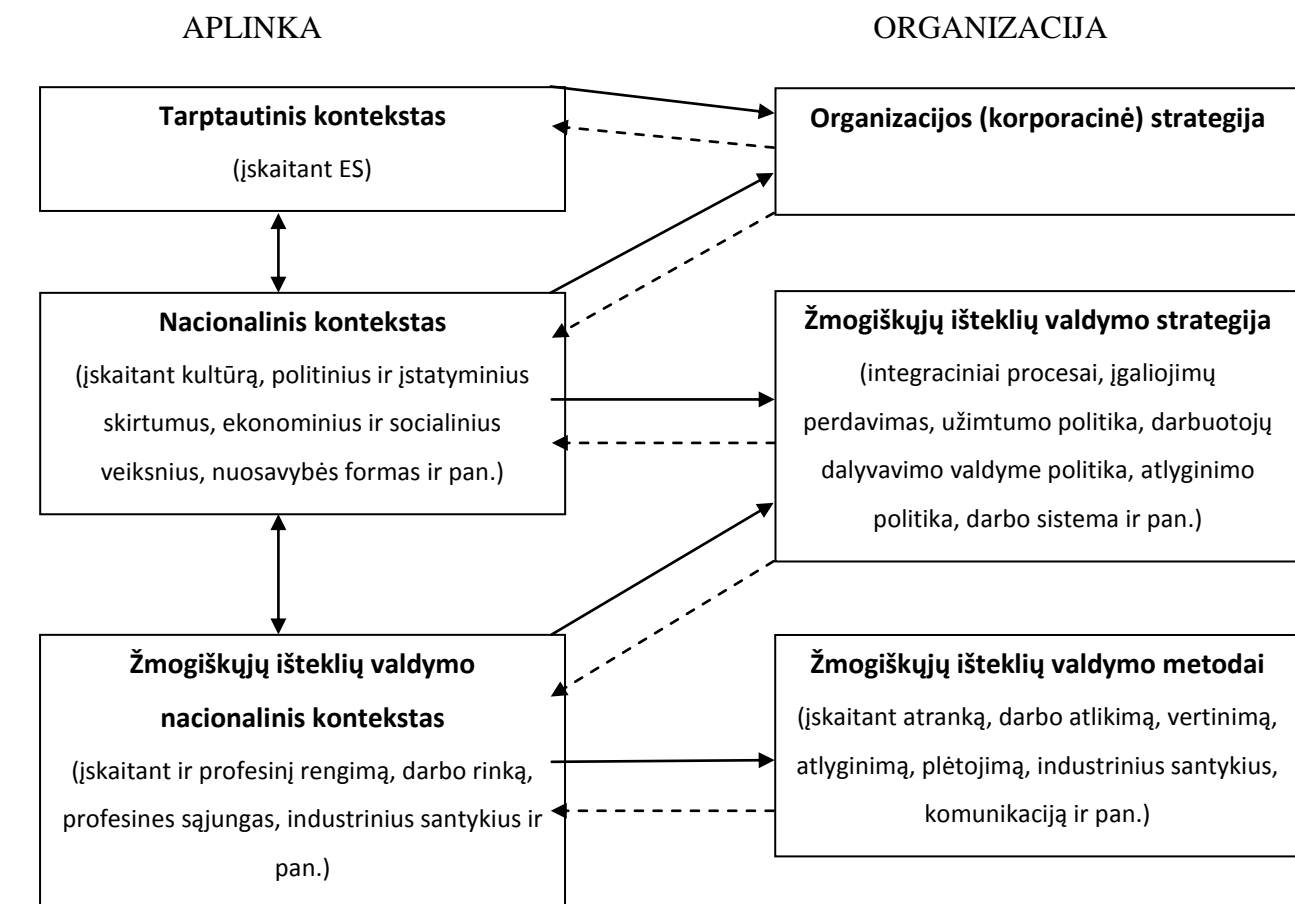 APLINKA
ORGANIZACIJA
Tarptautinis kontekstas
(įskaitant ES)
Organizacijos (korporacinė) strategija
Nacionalinis kontekstas
(įskaitant kultūrą, politinius ir įstatyminius
skirtumus, ekonominius ir socialinius
veiksnius, nuosavybės formas ir pan.)
Žmogiškųjų išteklių valdymo strategija
(integraciniai procesai, įgaliojimų
perdavimas, užimtumo politika, darbuotojų
dalyvavimo valdyme politika, atlyginimo
politika, darbo sistema ir pan.)
Žmogiškųjų išteklių valdymo
nacionalinis kontekstas
(įskaitant ir profesinį rengimą, darbo rinką,
profesines sąjungas, industrinius santykius ir
pan.)
Žmogiškųjų išteklių valdymo metodai
(įskaitant atranką, darbo atlikimą, vertinimą,
atlyginimą, plėtojimą, industrinius santykius,
komunikaciją ir pan.)